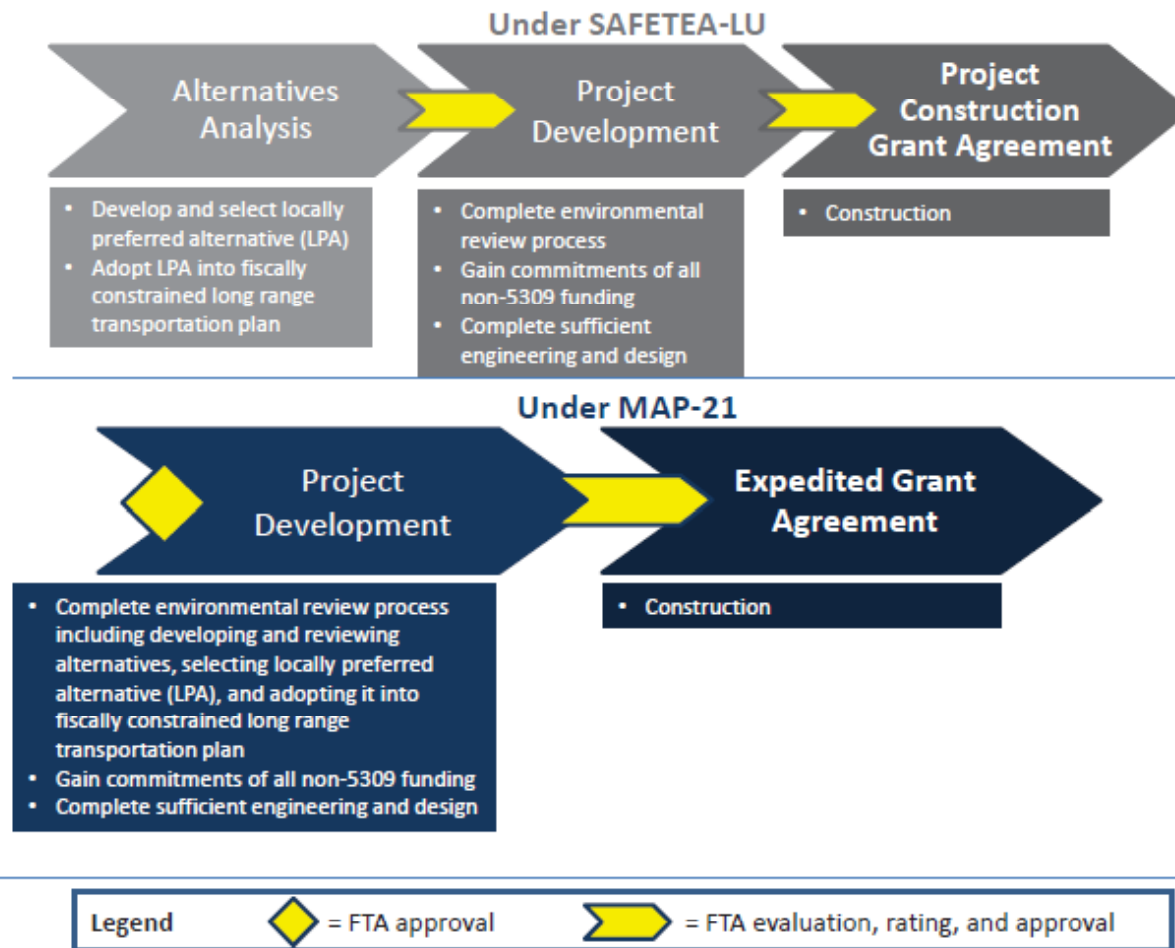 Under SAFETEA-LU
Alternatives
Analysis
Project
Development
Project
Construction
Grant Agreement
• Develop and select locally
preferred alternative (LPA)
• Adopt LPA into fiscally
constrained long range
transportation plan
• Complete environmental
review process
• Gain commitments of all
non-5309 funding
• Complete sufficient
engineering and design
• Construction
Under MAP-21
Project
Development
Expedited Grant
Agreement
• Complete environmental review process
including developing and reviewing
alternatives, selecting locally preferred
alternative (LPA), and adopting it into
fiscally constrained long range
transportation plan
• Gain commitments of all non-5309 funding
• Complete sufficient engineering and design
• Construction
Legend = FTA approval = FTA evaluation, rating, and approval